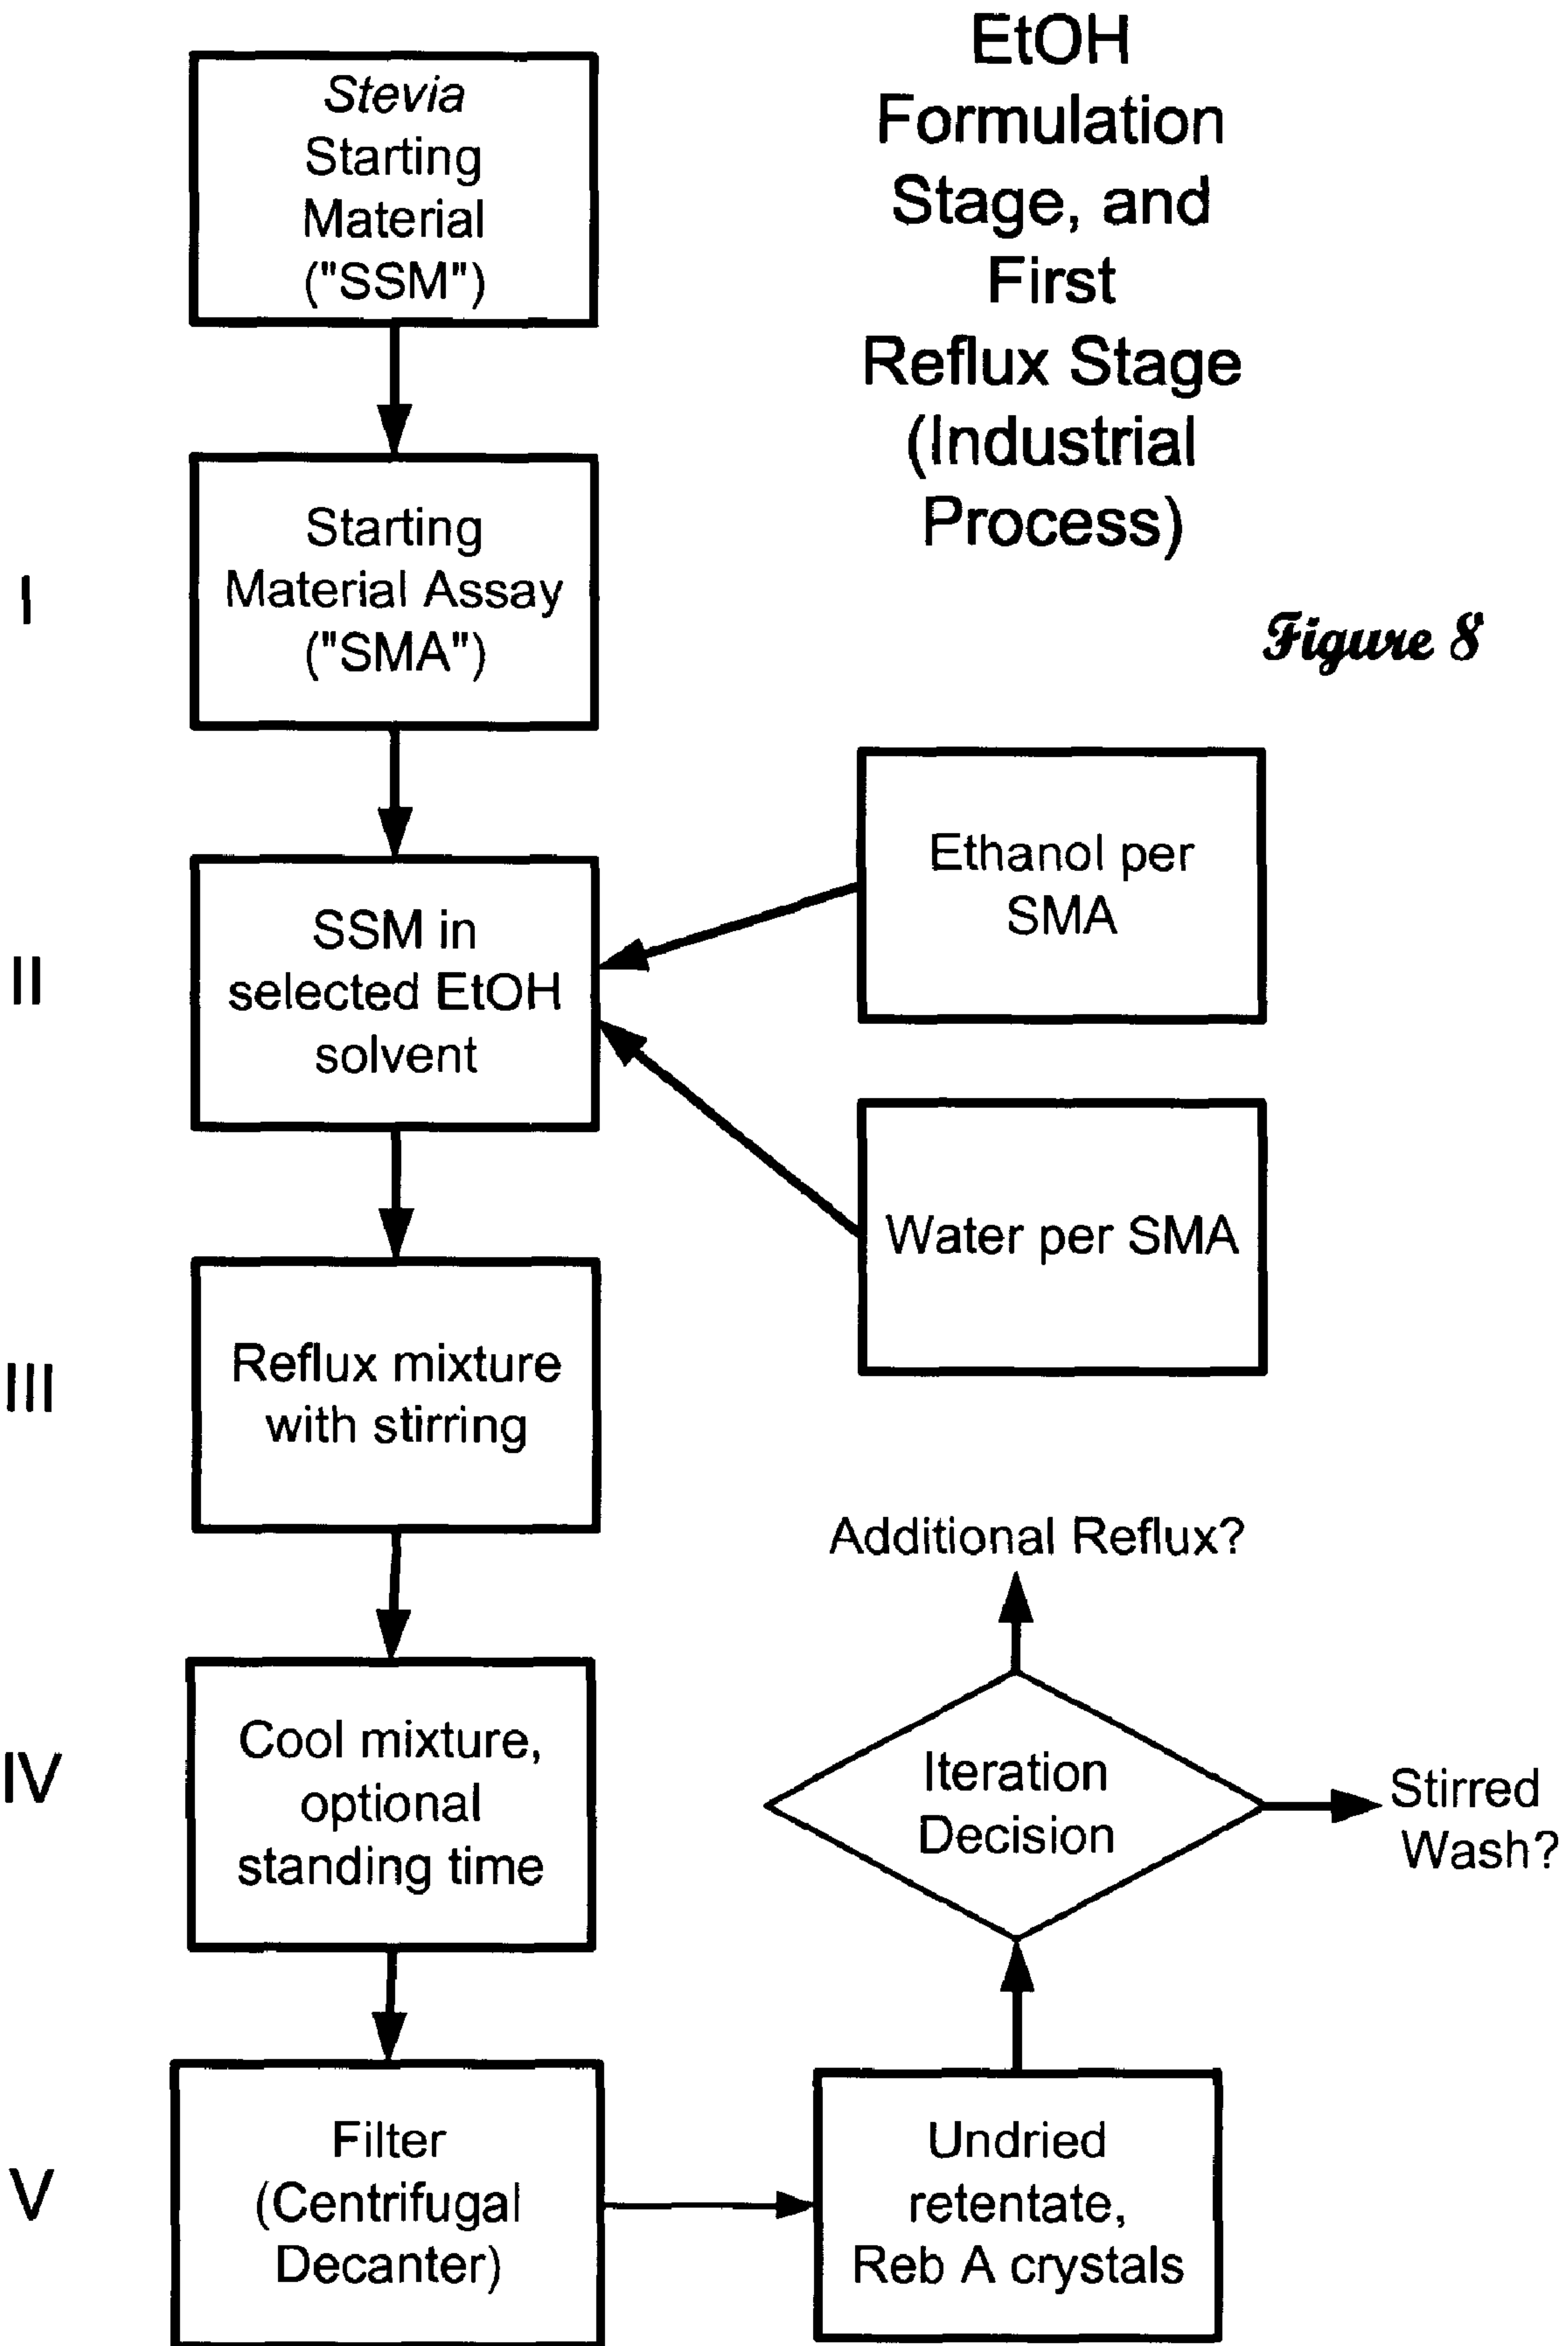 EtOH
Formulation
Stage, and
First
Reflux Stage
(Industrial
Process)
Figure 8
Stevia
Starting
Material
("SSM")
I
Starting
Material Assay
("SMA")
II
SSM in
selected EtOH
solvent
Ethanol per
SMA
Water per SMA
III
Reflux mixture
with stirring
IV
Cool mixture,
optional
standing time
V
Filter
(Centrifugal
Decanter)
Undried
retentate,
Reb A crystals
Iteration
Decision
Additional Reflux?
Stirred
Wash?